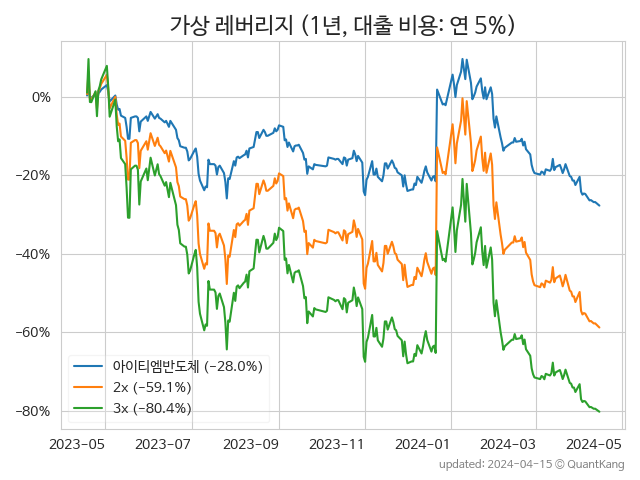 가상 레버리지 (1년, 대출 비용: 연 5%)
0%
−20%
−40%
−60%
−80%
아이티엠반도체 (−28.0%)
2x (−59.1%)
3x (−80.4%)
2023-05 2023-07 2023-09 2023-11 2024-01 2024-03 2024-05
updated: 2024-04-15 © QuantKang